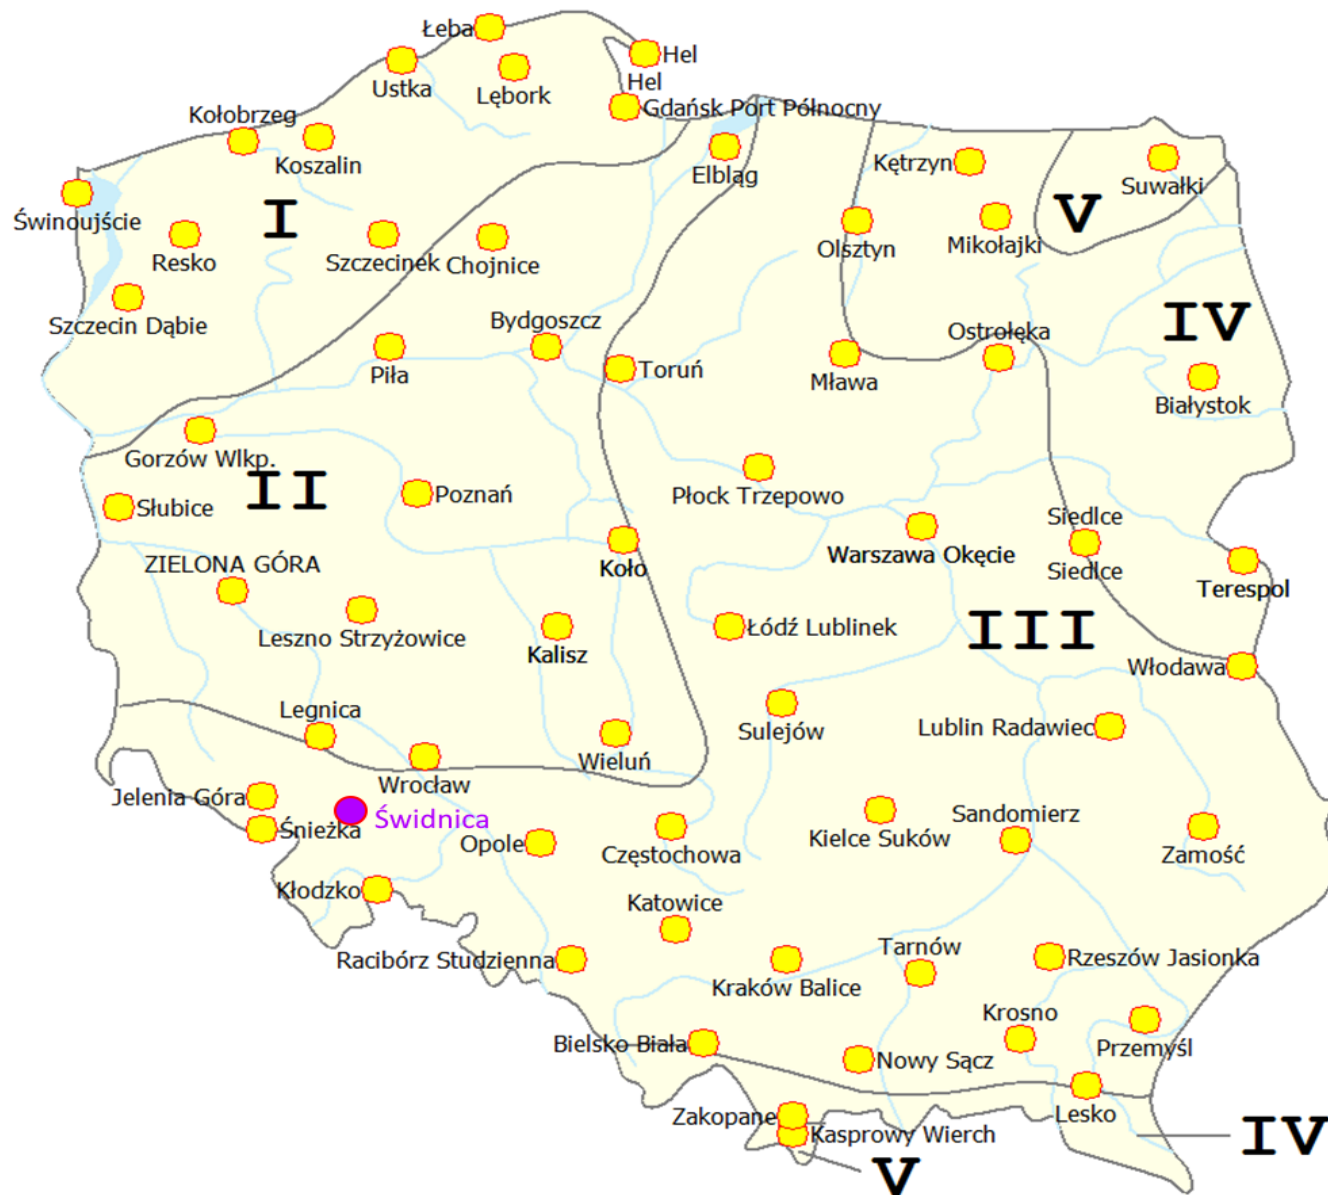 Łeba
Hel
Ustka
Lębork
Hel
Gdańsk Port Północny
Kołobrzeg
Koszalin
Elbląg
Kętrzyn
Suwałki
V
Świnoujście
I
Resko
Szczecinek
Chojnice
Olsztyn
Mikołajki
Szczecin Dąbie
Bydgoszcz
Ostrołęka
IV
Piła
Toruń
Mława
Białystok
Gorzów Wlkp.
II
Poznań
Płock Trzepowo
Słubice
Siedlce
Warszawa Okęcie
ZIELONA GÓRA
Koło
Siedlce
Terespol
Leszno Strzyżowice
Kalisz
Łódź Lublinek
III
Włodawa
Legnica
Sulejów
Lublin Radawiec
Wrocław
Wieluń
Jelenia Góra
Świdnica
Śnieżka
Opole
Częstochowa
Kielce Suków
Sandomierz
Zamość
Kłodzko
Katowice
Racibórz Studzienna
Kraków Balice
Tarnów
Rzeszów Jasionka
Krosno
Przemyśl
Bielsko Biała
Nowy Sącz
Zakopane
Lesko
Kasprowy Wierch
IV
V